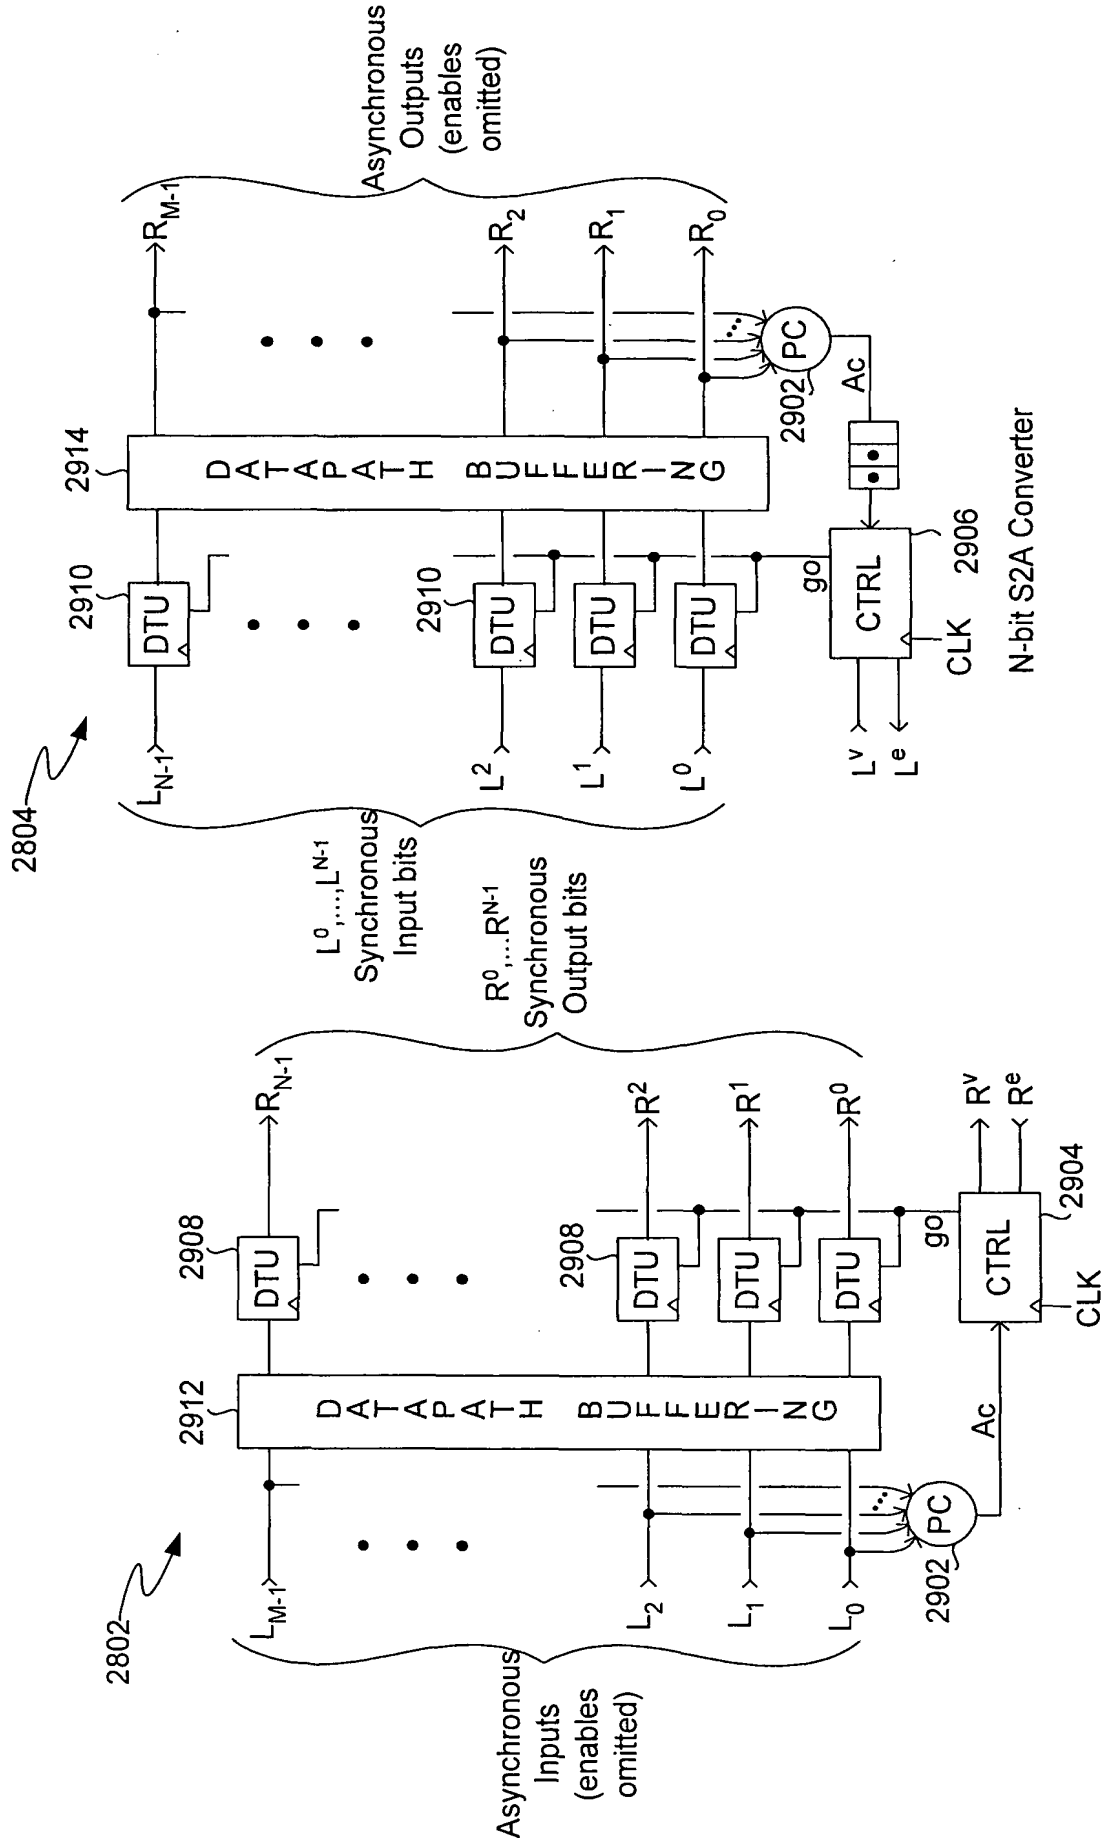 2802
Asynchronous
Inputs
(enables
omitted)
L_{M-1}
L_2
L_1
L_0
2912
DATAPATH BUFFERING
2902
PC
Ac
2908
DTU
2908
DTU
DTU
DTU
go
CTRL
2904
CLK
R_{N-1}
R^2
R^1
R^0
R^v
R^e
R^0,...R^{N-1}
Synchronous
Output bits
2804
L^0,...,L^{N-1}
Synchronous
Input bits
L_{N-1}
L^2
L^1
L^0
L^v
L^e
2910
DTU
2910
DTU
DTU
DTU
go
CTRL
2906
CLK
2914
DATAPATH BUFFERING
2902
PC
Ac
R_{M-1}
R_2
R_1
R_0
Asynchronous
Outputs
(enables
omitted)
N-bit S2A Converter